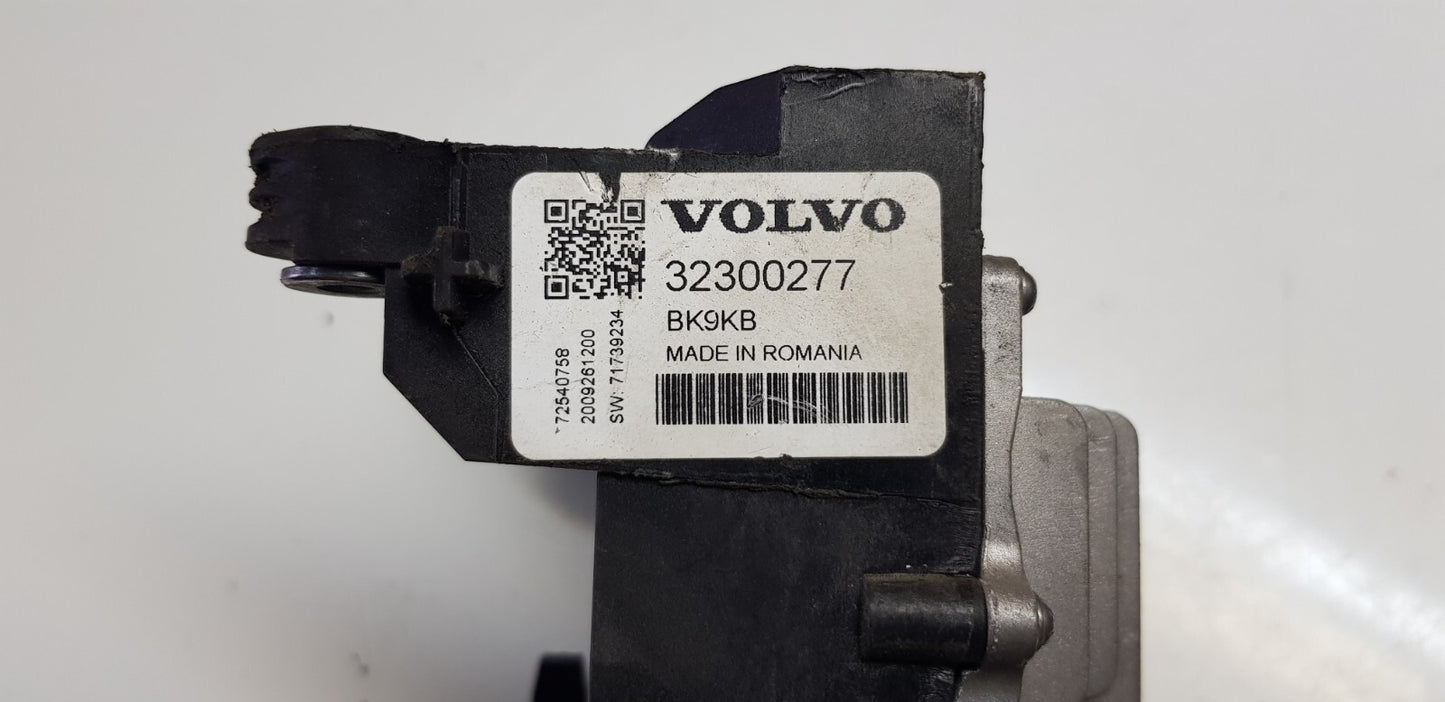 VOLVO
32300277
BK9KB
MADE IN ROMANIA
72540758
2009261200
SW: 71739234